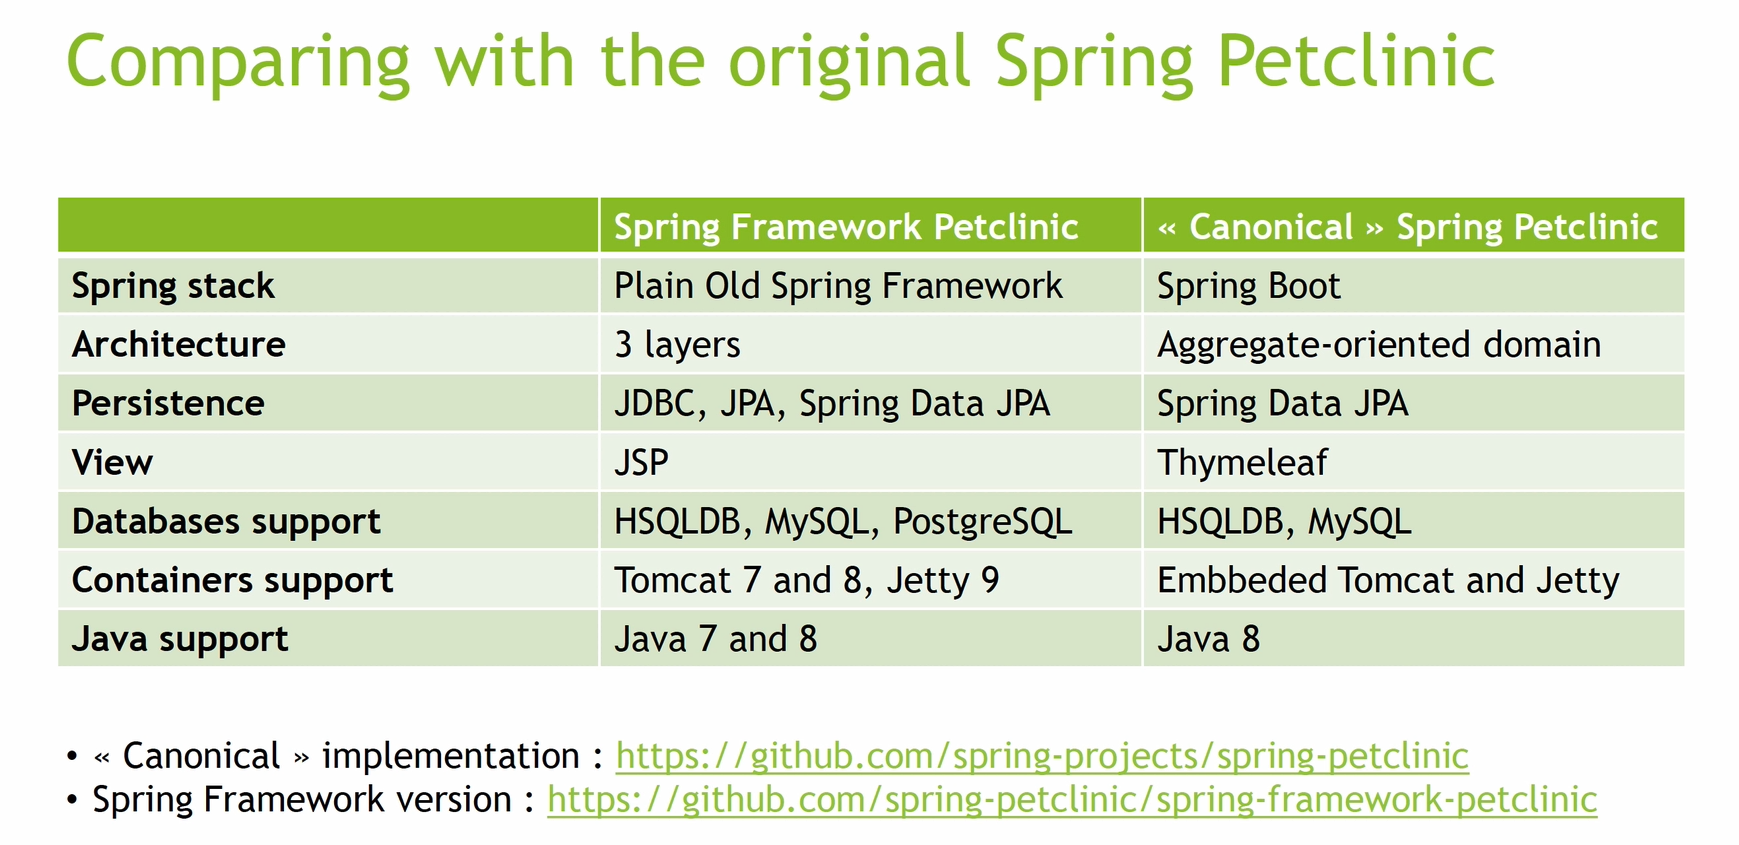 Comparing with the original Spring Petclinic
Spring Framework Petclinic « Canonical » Spring Petclinic
Spring stack Plain Old Spring Framework Spring Boot
Architecture 3 layers Aggregate-oriented domain
Persistence JDBC, JPA, Spring Data JPA Spring Data JPA
View JSP Thymeleaf
Databases support HSQLDB, MySQL, PostgreSQL HSQLDB, MySQL
Containers support Tomcat 7 and 8, Jetty 9 Embbeded Tomcat and Jetty
Java support Java 7 and 8 Java 8
• « Canonical » implementation : https://github.com/spring-projects/spring-petclinic
• Spring Framework version : https://github.com/spring-petclinic/spring-framework-petclinic